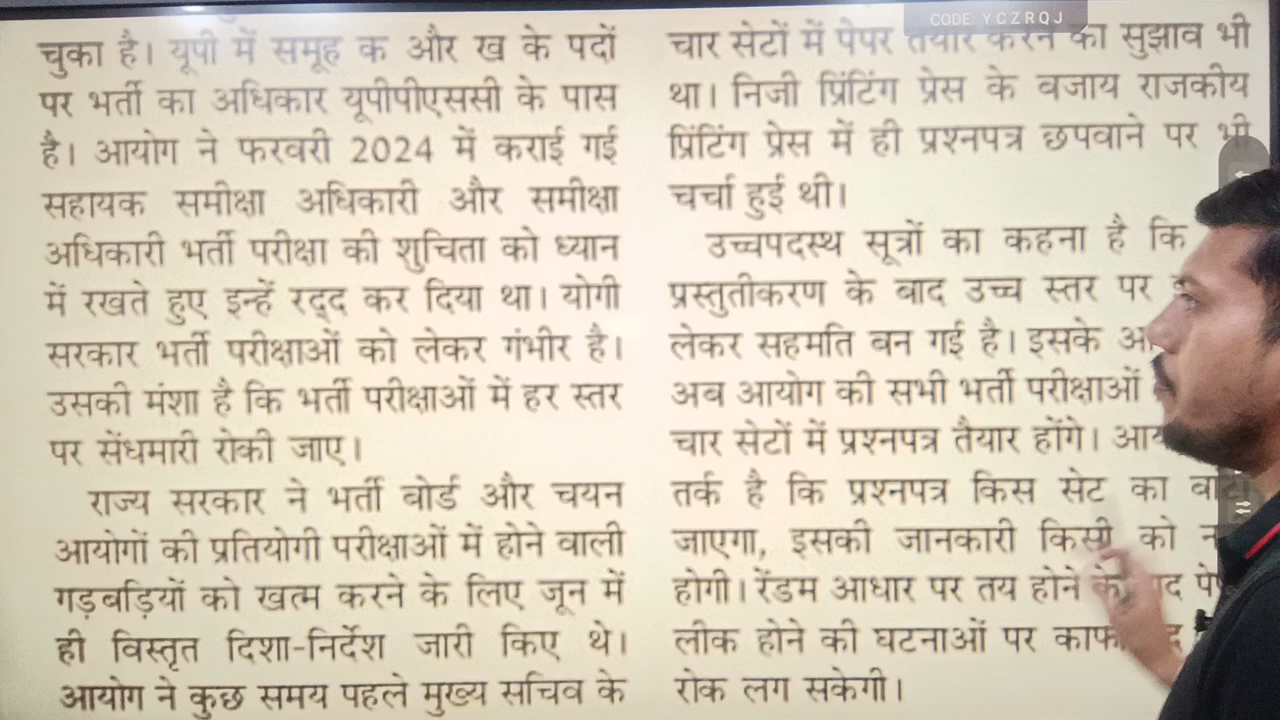 CODE: YCZRQJ
चुका है। यूपी में समूह क और ख के पदों
पर भर्ती का अधिकार यूपीपीएससी के पास
है। आयोग ने फरवरी 2024 में कराई गई
सहायक समीक्षा अधिकारी और समीक्षा
अधिकारी भर्ती परीक्षा की शुचिता को ध्यान
में रखते हुए इन्हें रद्द कर दिया था। योगी
सरकार भर्ती परीक्षाओं को लेकर गंभीर है।
उसकी मंशा है कि भर्ती परीक्षाओं में हर स्तर
पर सेंधमारी रोकी जाए।
राज्य सरकार ने भर्ती बोर्ड और चयन
आयोगों की प्रतियोगी परीक्षाओं में होने वाली
गड़बड़ियों को खत्म करने के लिए जून में
ही विस्तृत दिशा-निर्देश जारी किए थे।
आयोग ने कुछ समय पहले मुख्य सचिव के
चार सेटों में पेपर तैयार करने का सुझाव भी
था। निजी प्रिंटिंग प्रेस के बजाय राजकीय
प्रिंटिंग प्रेस में ही प्रश्नपत्र छपवाने पर भी
चर्चा हुई थी।
उच्चपदस्थ सूत्रों का कहना है कि
प्रस्तुतीकरण के बाद उच्च स्तर पर
लेकर सहमति बन गई है। इसके
अब आयोग की सभी भर्ती परीक्षाओं
चार सेटों में प्रश्नपत्र तैयार होंगे।
तर्क है कि प्रश्नपत्र किस सेट का
जाएगा, इसकी जानकारी किसी को
होगी। रेंडम आधार पर तय होने के
लीक होने की घटनाओं पर
रोक लग सकेगी।